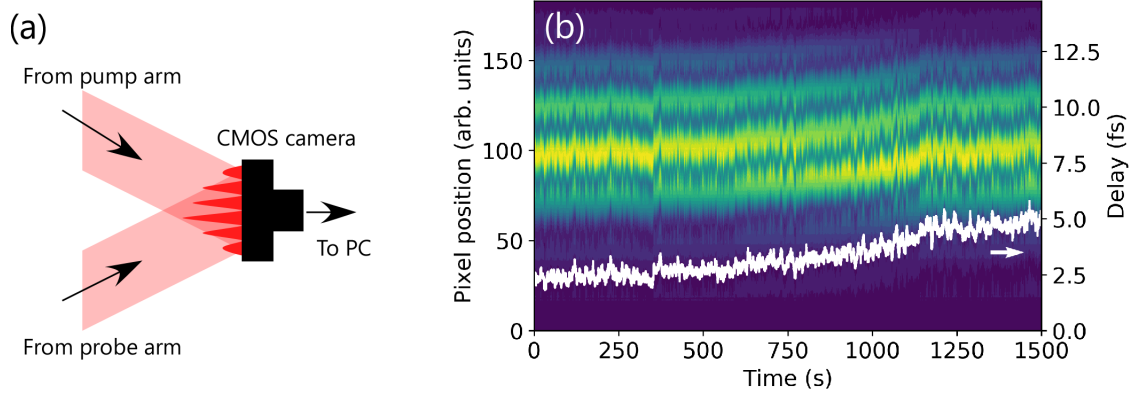 (a)
From pump arm
CMOS camera
To PC
From probe arm
(b)
Pixel position (arb. units)
150
100
50
0
0
250
500
750
1000
1250
1500
Time (s)
12.5
10.0
7.5
5.0
2.5
0.0
Delay (fs)